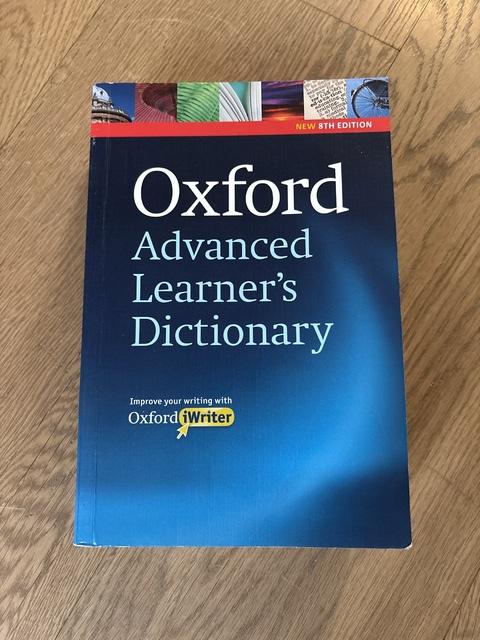 NEW 8TH EDITION
Oxford
Advanced
Learner's
Dictionary
Improve your writing with
Oxford iWriter